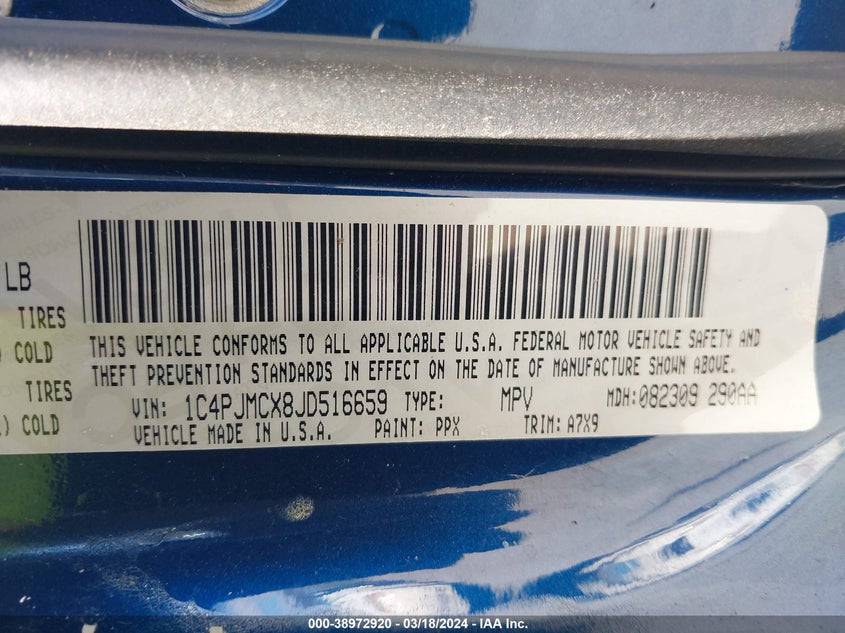 LB
TIRES
COLD
TIRES
) COLD
THIS VEHICLE CONFORMS TO ALL APPLICABLE U.S.A. FEDERAL MOTOR VEHICLE SAFETY AND
THEFT PREVENTION STANDARDS IN EFFECT ON THE DATE OF MANUFACTURE SHOWN ABOVE.
VIN: 1C4PJMCX8JD516659 TYPE: MPV MDH:082309 290AA
VEHICLE MADE IN U.S.A. PAINT: PPX TRIM: A7X9
000-38972920 - 03/18/2024 - IAA Inc.